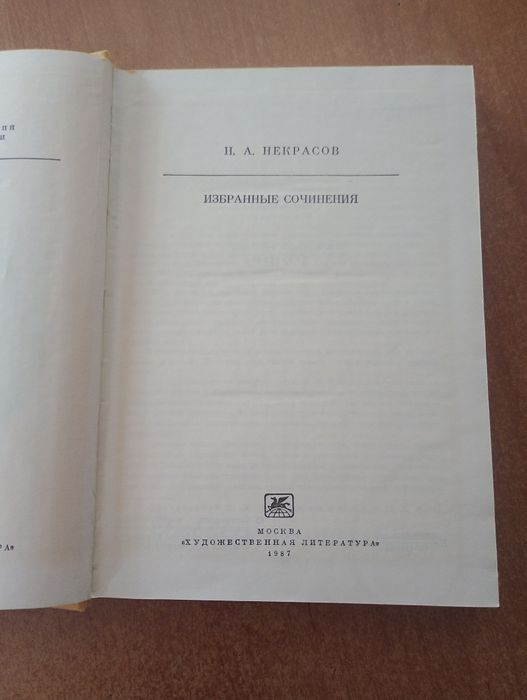 Н. А. НЕКРАСОВ
ИЗБРАННЫЕ СОЧИНЕНИЯ
МОСКВА
«ХУДОЖЕСТВЕННАЯ ЛИТЕРАТУРА»
1987